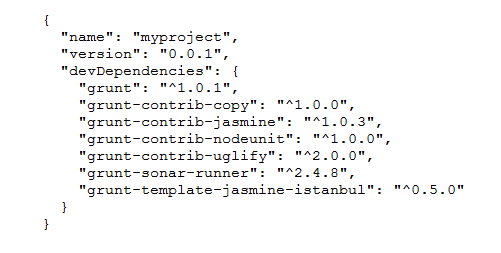 {
  "name": "myproject",
  "version": "0.0.1",
  "devDependencies": {
    "grunt": "^1.0.1",
    "grunt-contrib-copy": "^1.0.0",
    "grunt-contrib-jasmine": "^1.0.3",
    "grunt-contrib-nodeunit": "^1.0.0",
    "grunt-contrib-uglify": "^2.0.0",
    "grunt-sonar-runner": "^2.4.8",
    "grunt-template-jasmine-istanbul": "^0.5.0"
  }
}